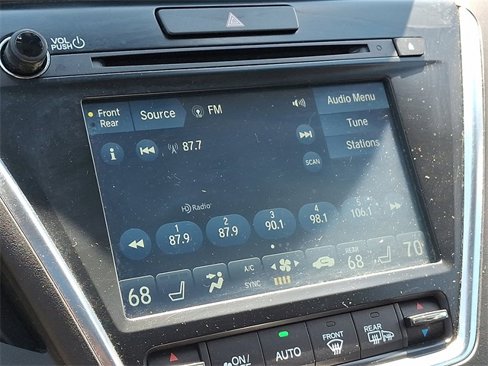 VOL
PUSH
Front
Rear
Source
FM
Audio Menu
i
87.7
Tune
SCAN
Stations
HD Radio
1 2 3 4 5
87.9 87.9 90.1 98.1 106.1
68
A/C
SYNC
REAR
68
70°
ON/
AUTO
FRONT
REAR